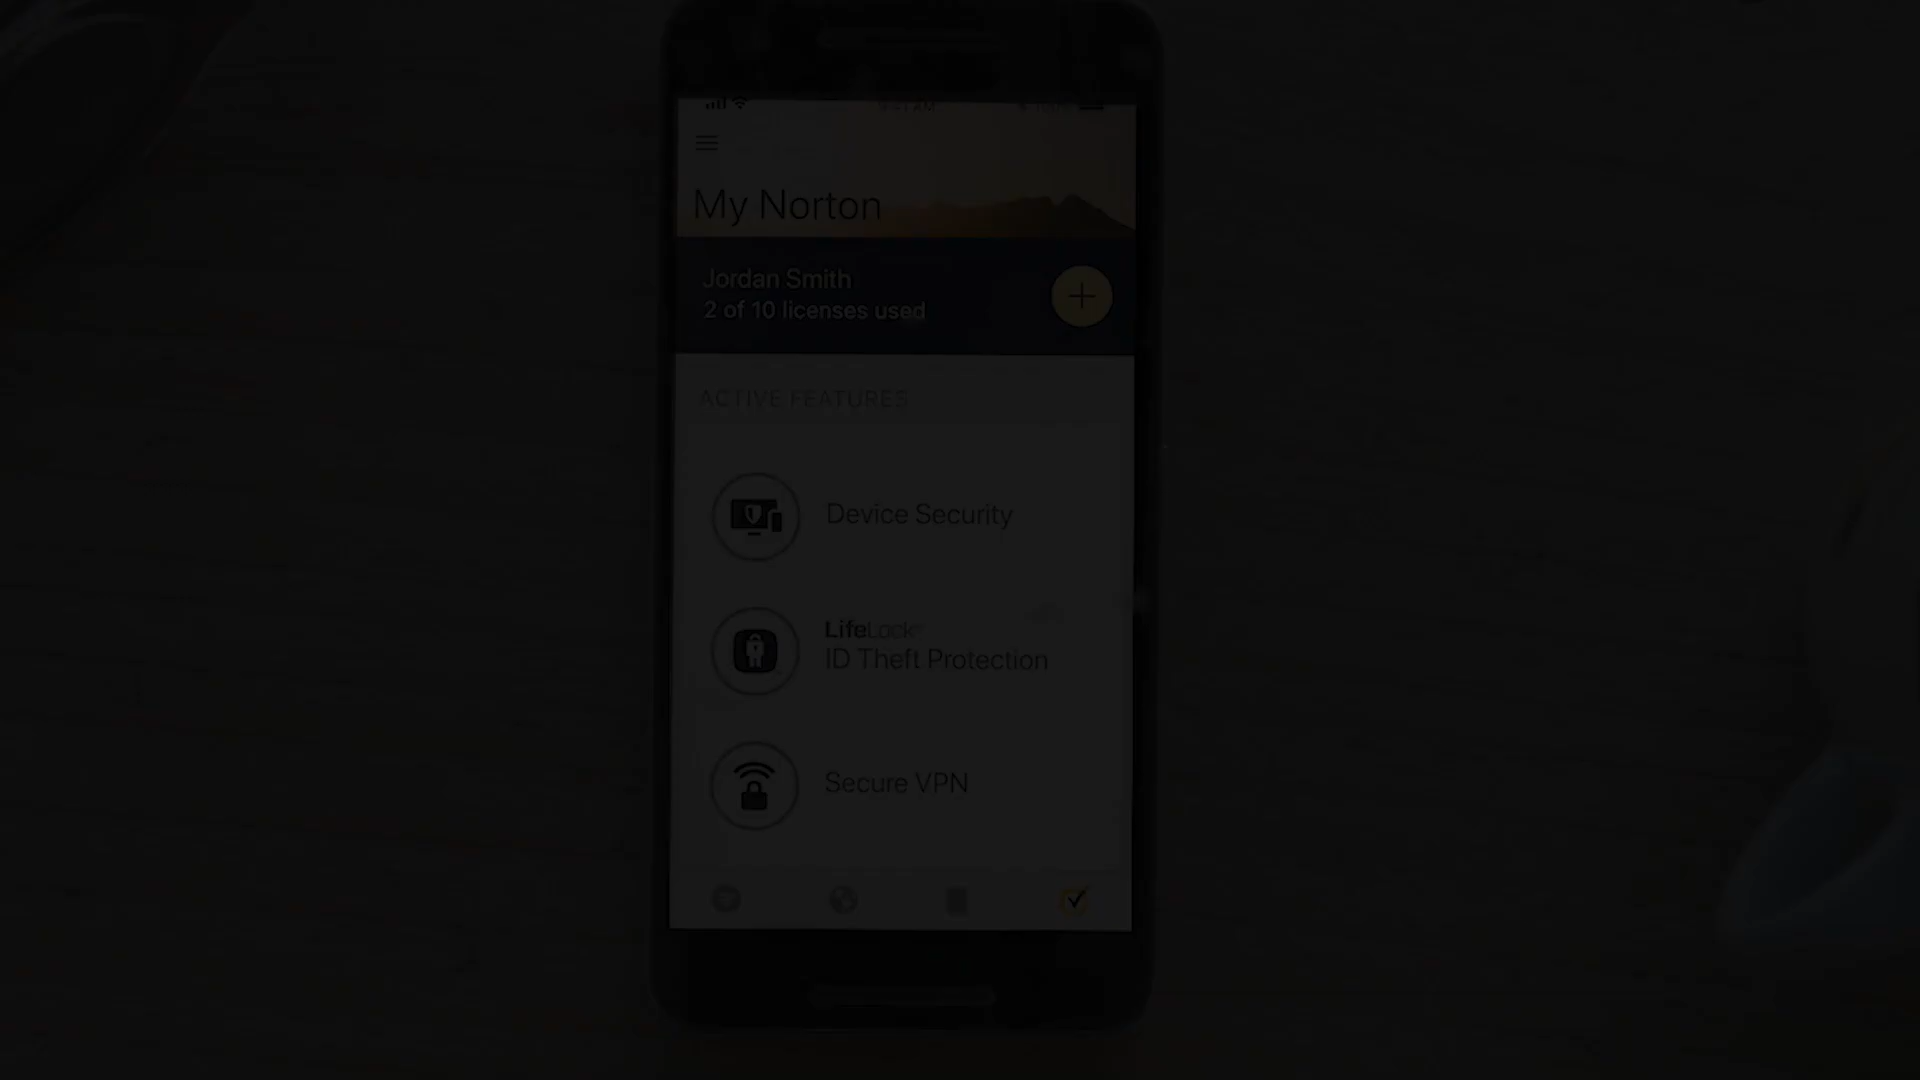 My Norton
Jordan Smith
2 of 10 licenses used
ACTIVE FEATURES
Device Security
LifeLock
ID Theft Protection
Secure VPN